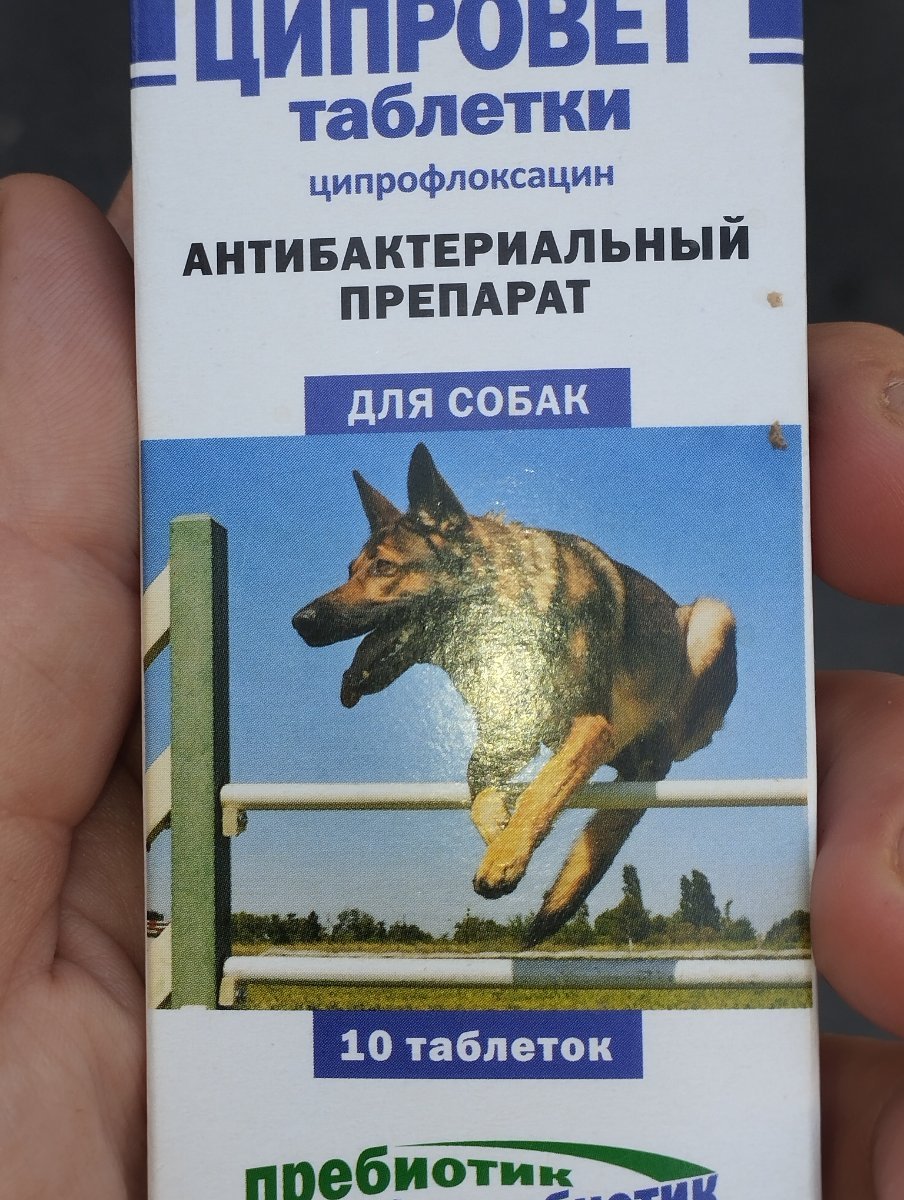 ЦИПРОВЕТ
таблетки
ципрофлоксацин
АНТИБАКТЕРИАЛЬНЫЙ
ПРЕПАРАТ
ДЛЯ СОБАК
10 таблеток
пребиотик